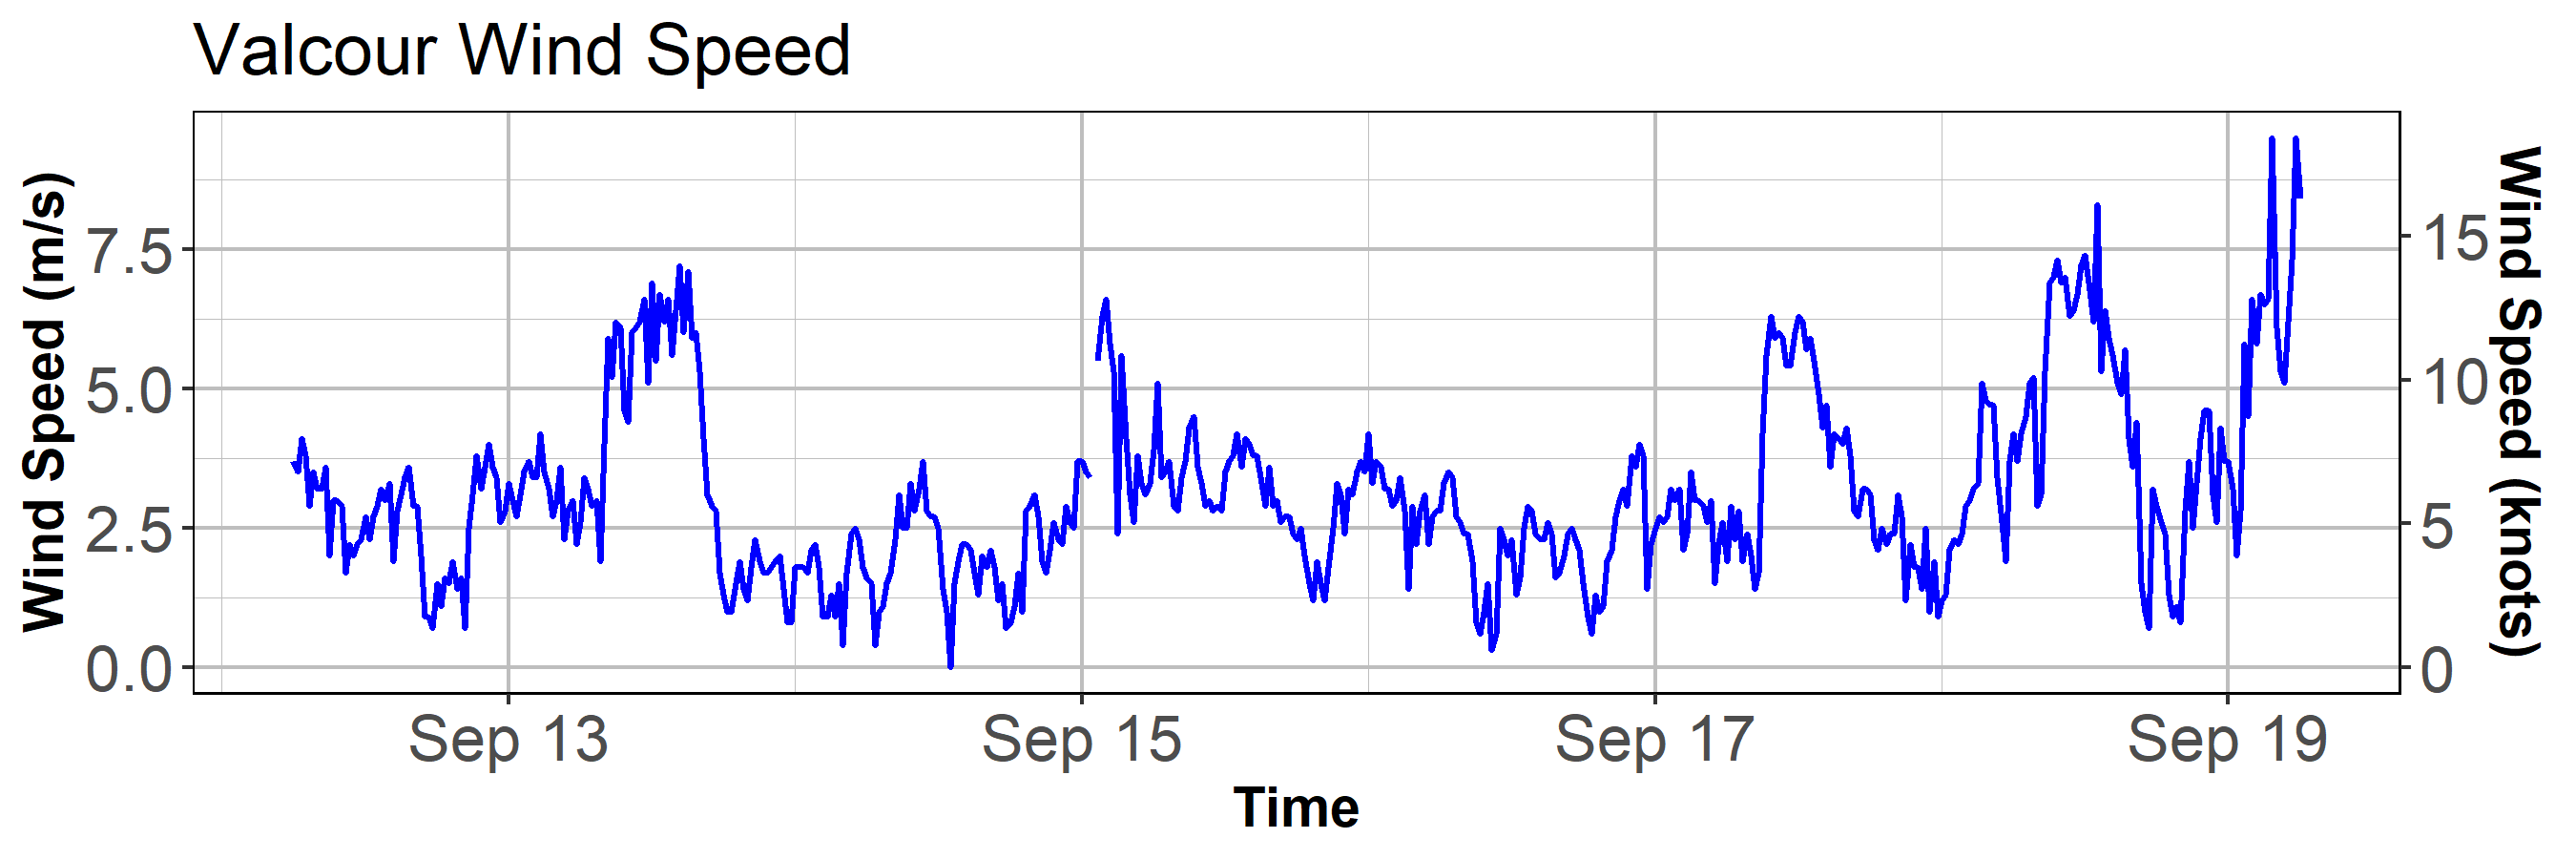 Valcour Wind Speed
Wind Speed (m/s)
7.5
5.0
2.5
0.0
15
10
5
0
Wind Speed (knots)
Sep 13
Sep 15
Sep 17
Sep 19
Time